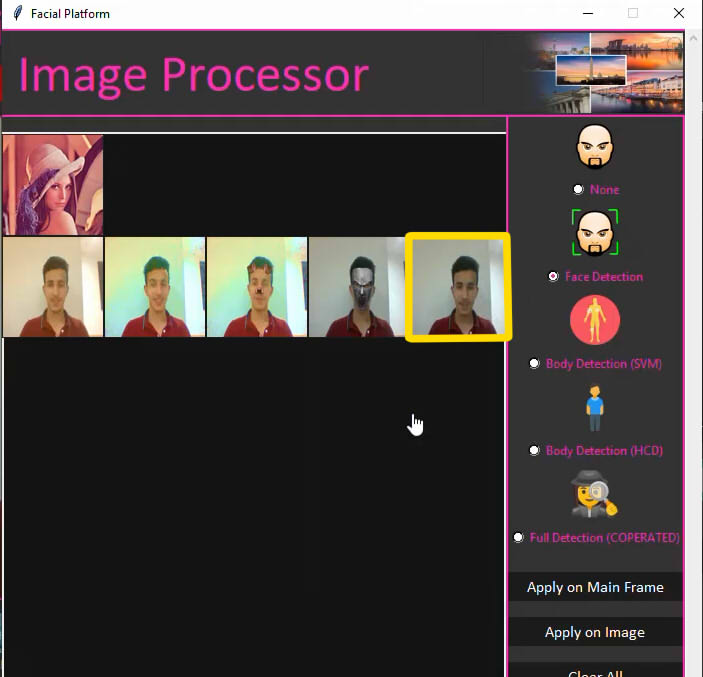 Facial Platform
Image Processor
None
Face Detection
Body Detection (SVM)
Body Detection (HCD)
Full Detection (COPERATED)
Apply on Main Frame
Apply on Image
Clear All